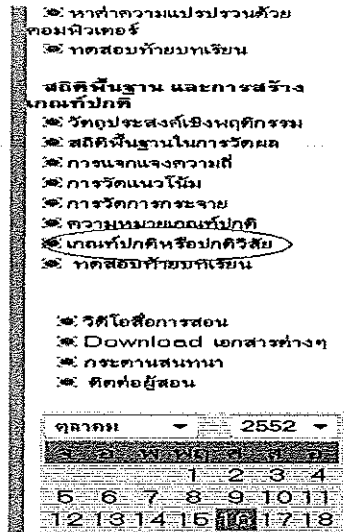 หาค่าความแปรปรวนด้วย
คอมพิวเตอร์
ทดสอบท้ายบทเรียน
สถิติพื้นฐาน และการสร้าง
เกณฑ์ปกติ
วัตถุประสงค์เชิงพฤติกรรม
สถิติพื้นฐานในการวัดผล
การแจกแจงความถี่
การวัดแนวโน้ม
การวัดการกระจาย
ความหมายเกณฑ์ปกติ
เกณฑ์ปกติหรือปกติวิสัย
ทดสอบท้ายบทเรียน
วิดีโอสื่อการสอน
Download เอกสารต่างๆ
กระดานสนทนา
ติดต่อผู้สอน
ตุลาคม 2552
จ อ พ พฤ ศ ส อ
1 2 3 4
5 6 7 8 9 10 11
12 13 14 15 16 17 18